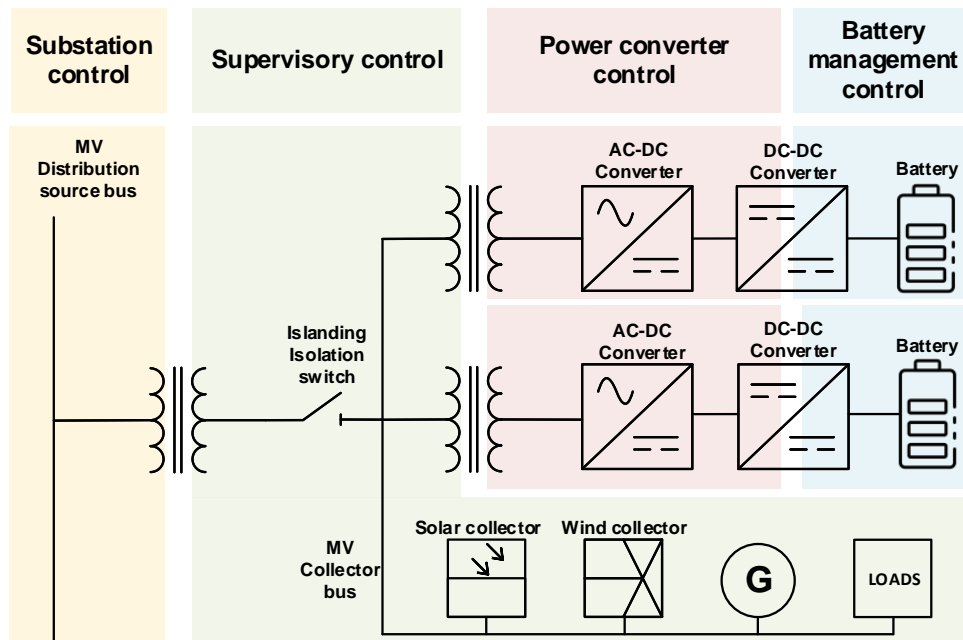 Substation
control
Supervisory control
Power converter
control
Battery
management
control
MV
Distribution
source bus
AC-DC
Converter
DC-DC
Converter
Battery
Islanding
Isolation
switch
AC-DC
Converter
DC-DC
Converter
Battery
MV
Collector
bus
Solar collector
Wind collector
G
LOADS